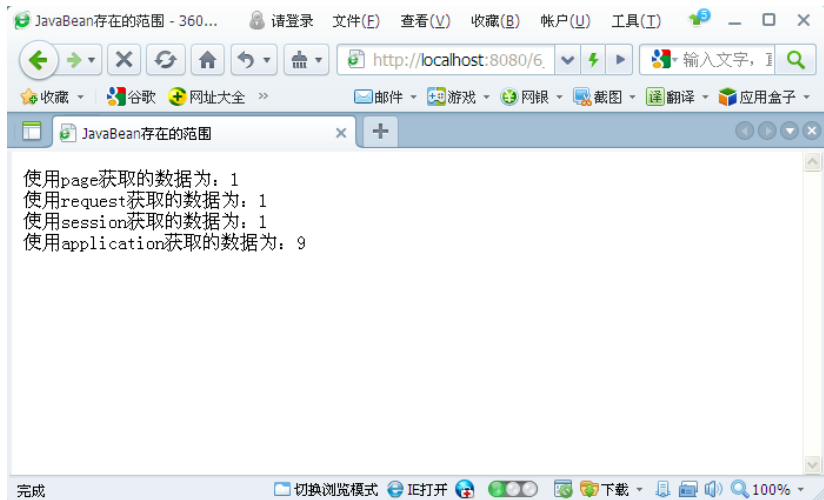 JavaBean存在的范围 - 360... 请登录 文件(F) 查看(V) 收藏(B) 帐户(U) 工具(T) 5
http://localhost:8080/6_ 输入文字，
收藏 谷歌 网址大全 » 邮件 游戏 网银 截图 译 翻译 应用盒子
JavaBean存在的范围
使用page获取的数据为：1
使用request获取的数据为：1
使用session获取的数据为：1
使用application获取的数据为：9
完成 切换浏览模式 IE打开 下载 100%